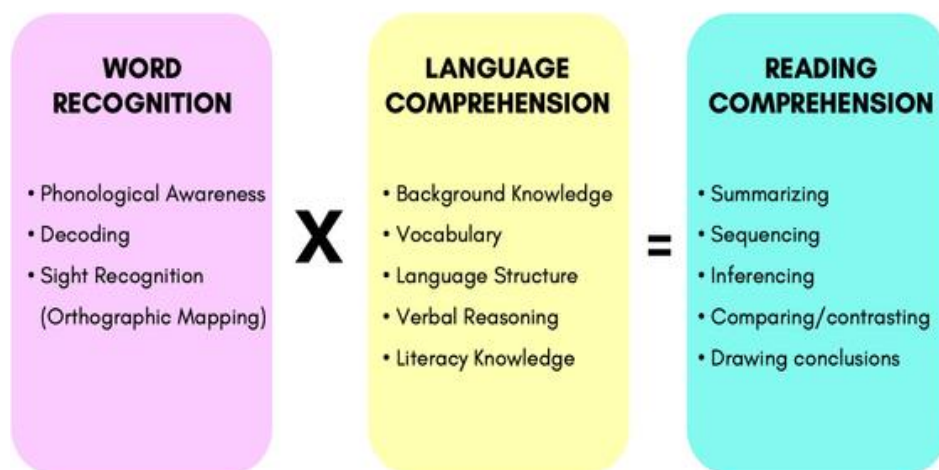 WORD
RECOGNITION
• Phonological Awareness
• Decoding
• Sight Recognition
(Orthographic Mapping)
X
LANGUAGE
COMPREHENSION
• Background Knowledge
• Vocabulary
• Language Structure
• Verbal Reasoning
• Literacy Knowledge
=
READING
COMPREHENSION
• Summarizing
• Sequencing
• Inferencing
• Comparing/contrasting
• Drawing conclusions